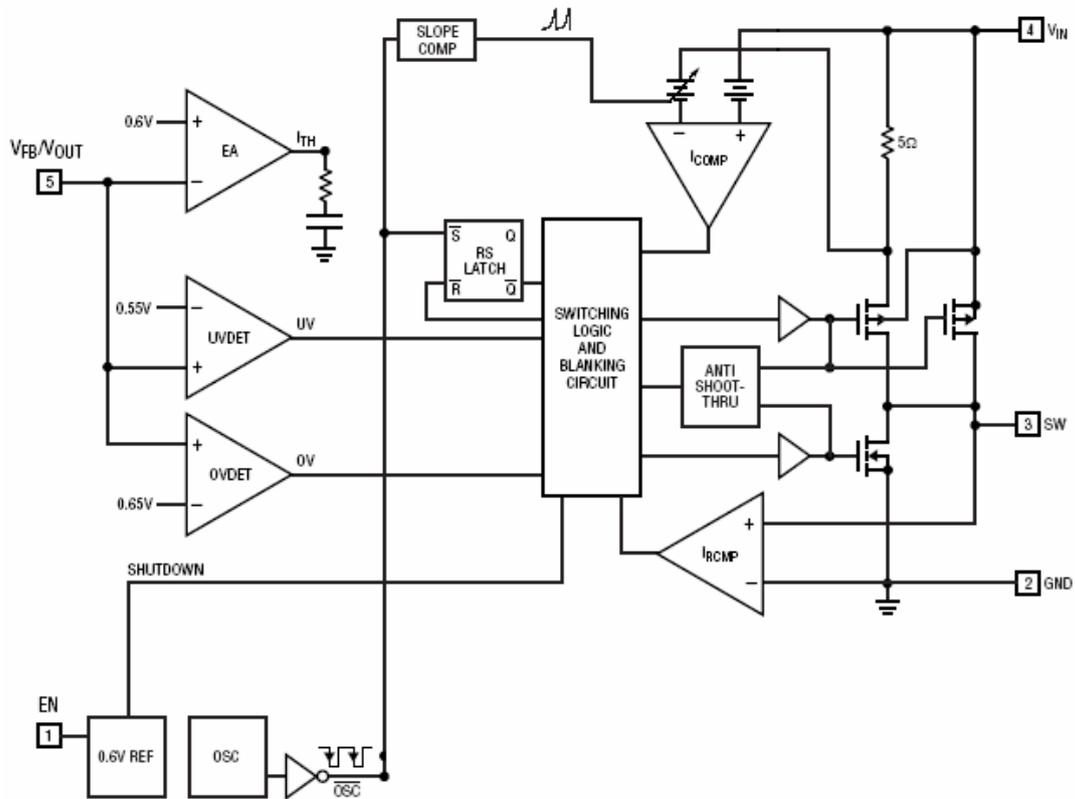 SLOPE
COMP
4
VIN
0.6V
+
EA
−
ITH
VFB/VOUT
5
−
+
ICOMP
5Ω
S
Q
RS
LATCH
R
Q
0.55V
−
UVDET
+
UV
SWITCHING
LOGIC
AND
BLANKING
CIRCUIT
ANTI
SHOOT-
THRU
3
SW
+
OVDET
−
OV
0.65V
+
IRCMP
−
SHUTDOWN
2
GND
EN
1
0.6V REF
OSC
OSC